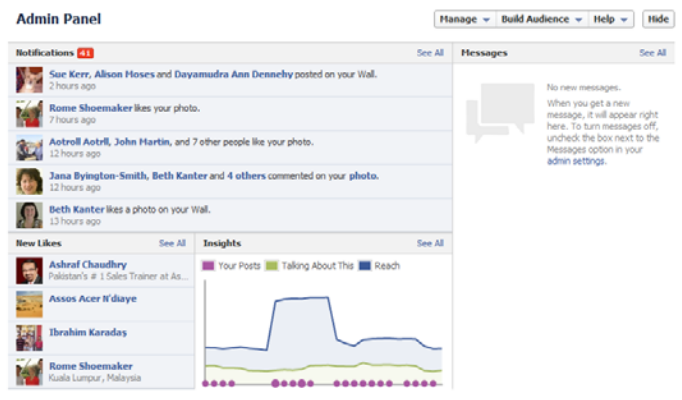 Admin Panel
Manage Build Audience Help Hide
Notifications 41 See All
Sue Kerr, Alison Moses and Dayamudra Ann Dennehy posted on your Wall.
2 hours ago
Rome Shoemaker likes your photo.
7 hours ago
Aotroll Aotrll, John Martin, and 7 other people like your photo.
12 hours ago
Jana Byington-Smith, Beth Kanter and 4 others commented on your photo.
12 hours ago
Beth Kanter likes a photo on your Wall.
13 hours ago
Messages See All
No new messages.
When you get a new
message, it will appear right
here. To turn messages off,
uncheck the box next to the
Messages option in your
admin settings.
New Likes See All
Ashraf Chaudhry
Pakistan's # 1 Sales Trainer at As...
Assos Acer N'diaye
Ibrahim Karadaş
Rome Shoemaker
Kuala Lumpur, Malaysia
Insights See All
Your Posts Talking About This Reach